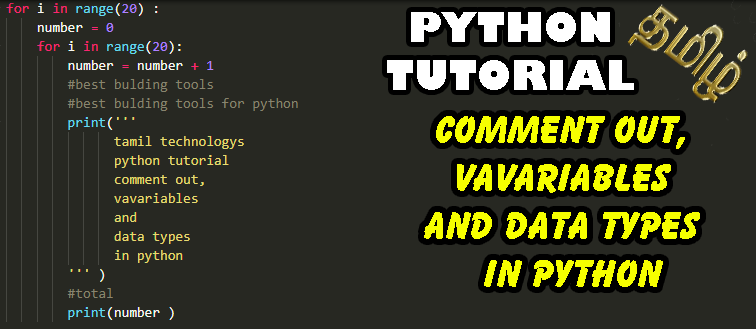 for i in range(20) :
    number = 0
    for i in range(20):
        number = number + 1
        #best bulding tools
        #best bulding tools for python
        print('''
              tamil technologys
              python tutorial
              comment out,
              vavariables
              and
              data types
              in python
        ''' )
        #total
        print(number )
PYTHON
TUTORIAL
தமிழ்
COMMENT OUT,
VAVARIABLES
AND DATA TYPES
IN PYTHON